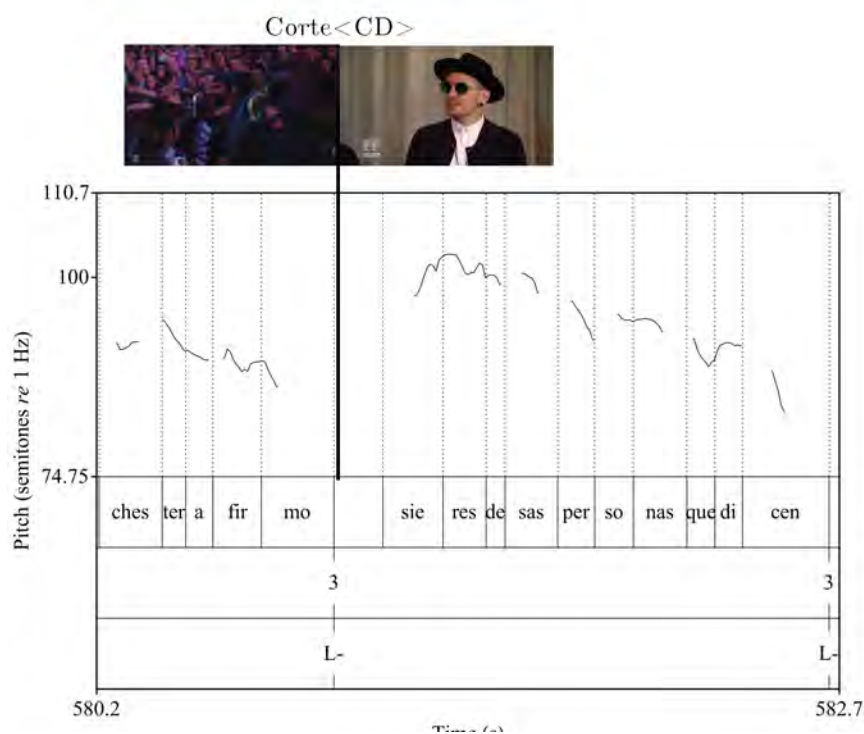 Corte<CD>
110.7
100
74.75
Pitch (semitones re 1 Hz)
ches ter a fir mo sie res de sas per so nas que di cen
3 3
L- L-
580.2 582.7
Time (s)